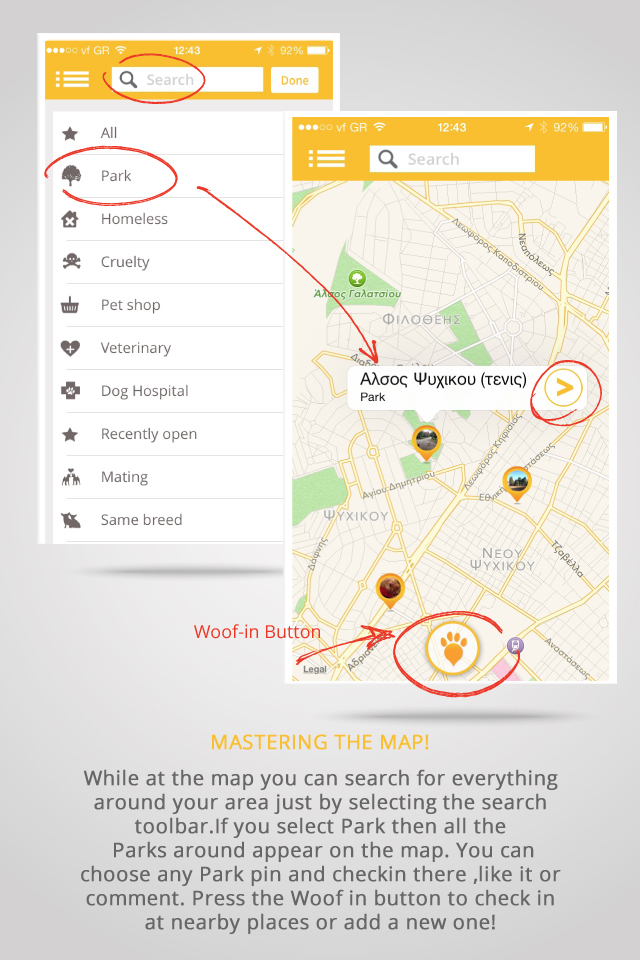 vf GR 12:43 92%
Search Done
All
Park
Homeless
Cruelty
Pet shop
Veterinary
Dog Hospital
Recently open
Mating
Same breed
vf GR 12:43 92%
Search
Λεωφόρος Καποδιστρίου
Νεαπόλεως
Άλσος Γαλατσίου
ΦΙΛΟΘΕΗΣ
Αλσος Ψυχικου (τενις)
Park
>
Λεωφόρος Κηφισίας
Αγίου Δημητρίου
ΨΥΧΙΚΟΥ
Δάφνης
ΝΕΟΥ
ΨΥΧΙΚΟΥ
Τζαβέλλα
Αναστάσεως
Legal
Woof-in Button
MASTERING THE MAP!
While at the map you can search for everything
around your area just by selecting the search
toolbar.If you select Park then all the
Parks around appear on the map. You can
choose any Park pin and checkin there ,like it or
comment. Press the Woof in button to check in
at nearby places or add a new one!